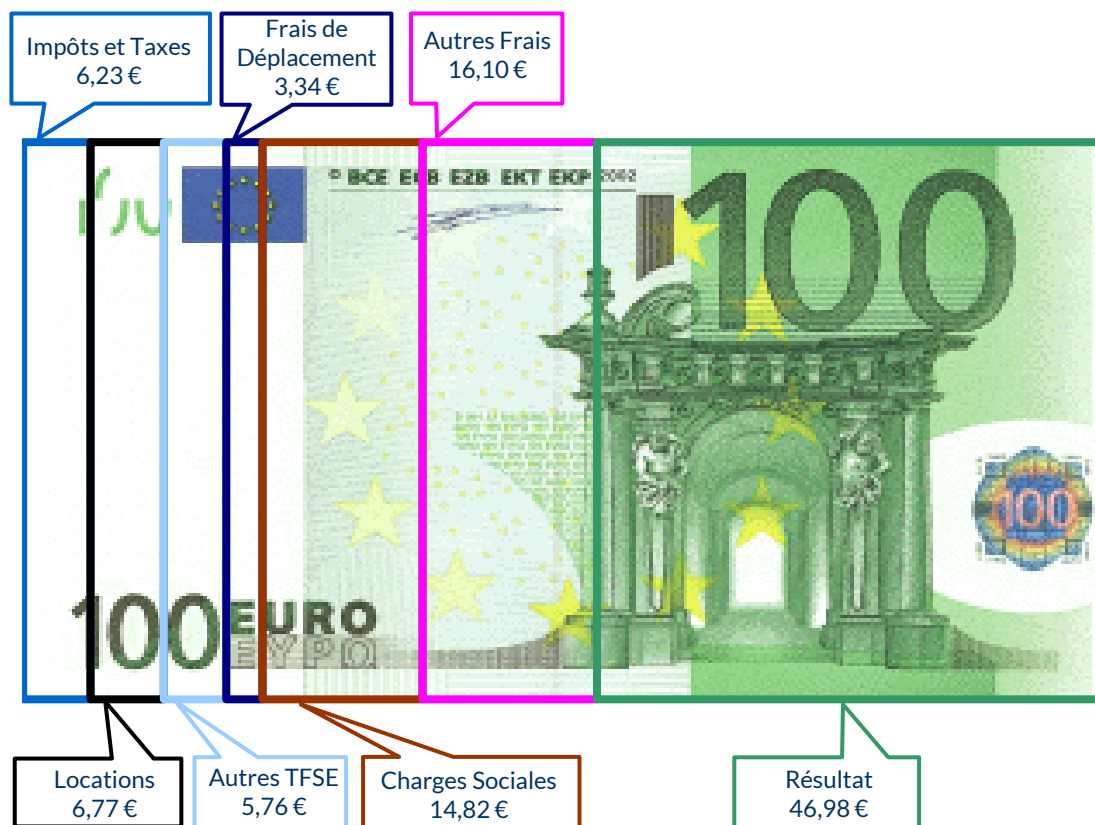 Impôts et Taxes
6,23 €
Frais de
Déplacement
3,34 €
Autres Frais
16,10 €
BCE ECB EZB EKT EKP 2002
100
100
100 EURO
ΕΥΡΩ
Locations
6,77 €
Autres TFSE
5,76 €
Charges Sociales
14,82 €
Résultat
46,98 €